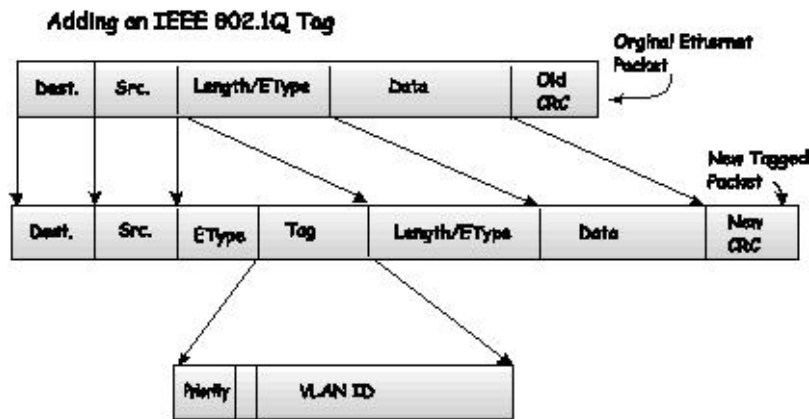 Adding an IEEE 802.1Q Tag
Orginal Ethernet
Packet
Dest. Src. Length/EType Data Old
CRC
New Tagged
Packet
Dest. Src. EType Tag Length/EType Data New
CRC
Priority VLAN ID